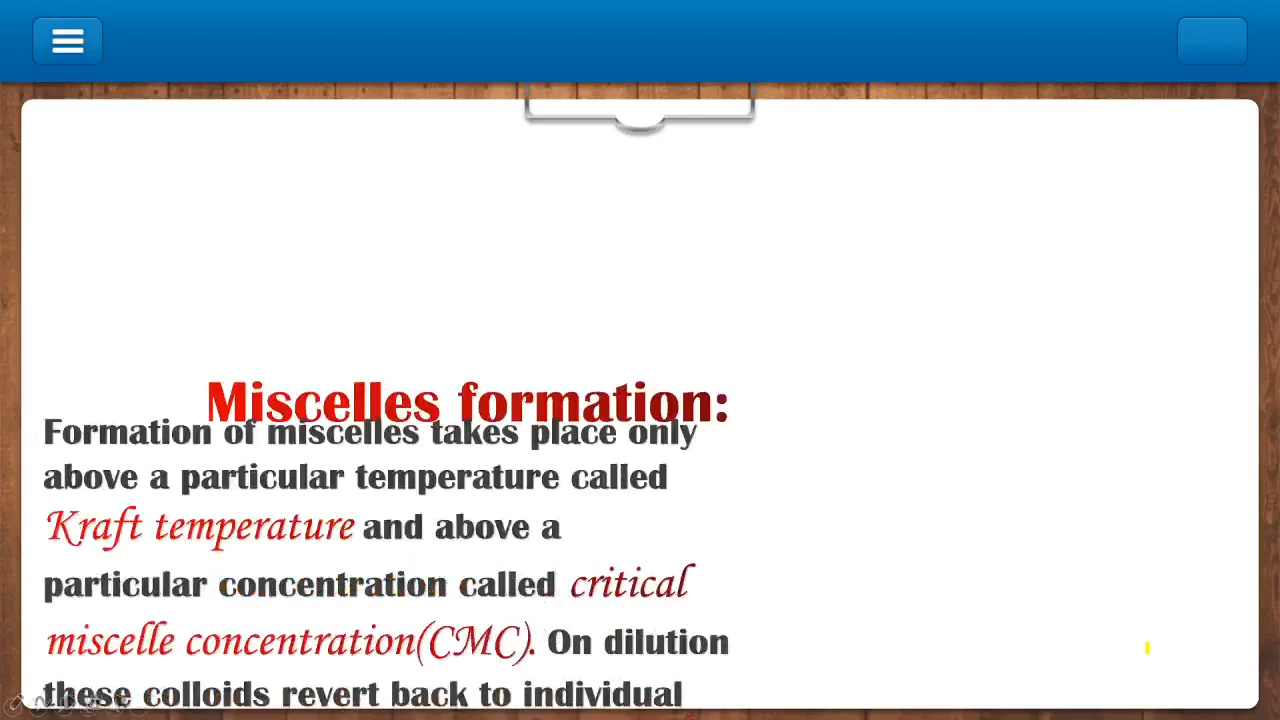 Miscelles formation:
Formation of miscelles takes place only
above a particular temperature called
Kraft temperature and above a
particular concentration called critical
miscelle concentration(CMC). On dilution
these colloids revert back to individual